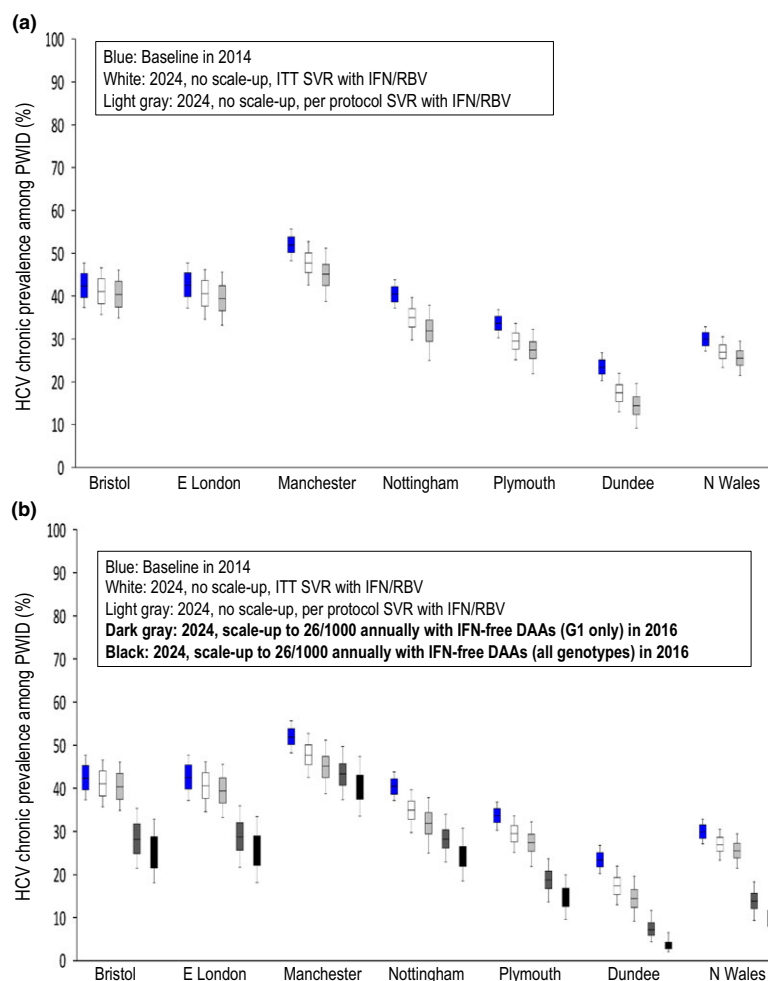 (a)
100
90
80
70
60
50
40
30
20
10
0
HCV chronic prevalence among PWID (%)
Blue: Baseline in 2014
White: 2024, no scale-up, ITT SVR with IFN/RBV
Light gray: 2024, no scale-up, per protocol SVR with IFN/RBV
Bristol E London Manchester Nottingham Plymouth Dundee N Wales
(b)
100
90
80
70
60
50
40
30
20
10
0
HCV chronic prevalence among PWID (%)
Blue: Baseline in 2014
White: 2024, no scale-up, ITT SVR with IFN/RBV
Light gray: 2024, no scale-up, per protocol SVR with IFN/RBV
Dark gray: 2024, scale-up to 26/1000 annually with IFN-free DAAs (G1 only) in 2016
Black: 2024, scale-up to 26/1000 annually with IFN-free DAAs (all genotypes) in 2016
Bristol E London Manchester Nottingham Plymouth Dundee N Wales